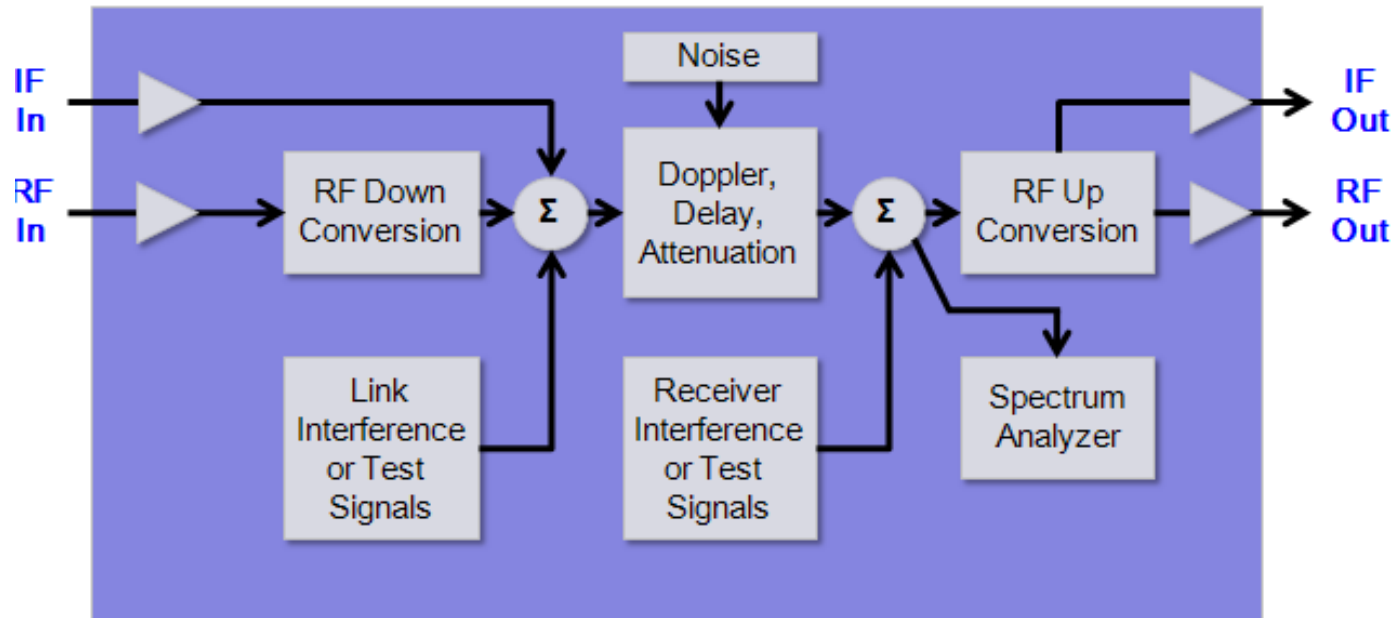 IF
In
RF
In
Noise
RF Down
Conversion
Σ
Doppler,
Delay,
Attenuation
Σ
RF Up
Conversion
IF
Out
RF
Out
Link
Interference
or Test
Signals
Receiver
Interference
or Test
Signals
Spectrum
Analyzer